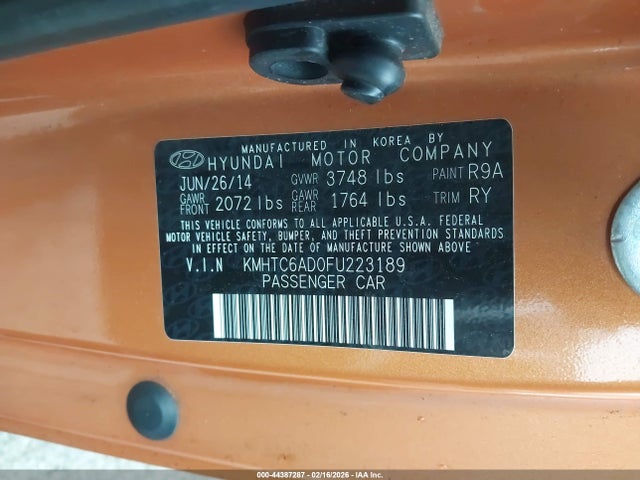 MANUFACTURED IN KOREA BY
HYUNDAI MOTOR COMPANY
JUN/26/14 GVWR 3748 lbs PAINT R9A
GAWR FRONT 2072 lbs GAWR REAR 1764 lbs TRIM RY
THIS VEHICLE CONFORMS TO ALL APPLICABLE U.S.A. FEDERAL
MOTOR VEHICLE SAFETY, BUMPER, AND THEFT PREVENTION STANDARDS
IN EFFECT ON THE DATE OF MANUFACTURE SHOWN ABOVE.
V.I.N KMHTC6AD0FU223189
PASSENGER CAR
000-44387267 - 02/16/2026 - IAA Inc.